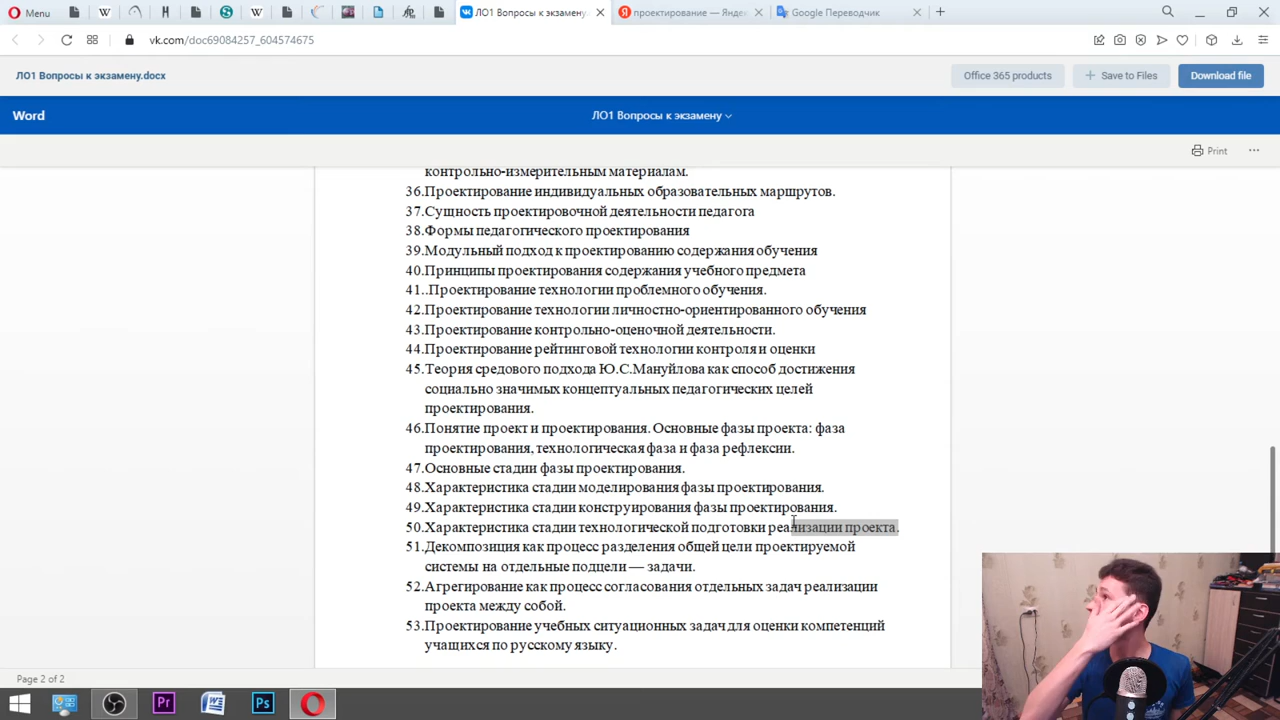 Menu
ЛО1 Вопросы к экзамену.
проектирование — Яндек
Google Переводчик
vk.com/doc69084257_604574675
ЛО1 Вопросы к экзамену.docx
Office 365 products
Save to Files
Download file
Word
ЛО1 Вопросы к экзамену
Print
контрольно-измерительным материалам.
36.Проектирование индивидуальных образовательных маршрутов.
37.Сущность проектировочной деятельности педагога
38.Формы педагогического проектирования
39.Модульный подход к проектированию содержания обучения
40.Принципы проектирования содержания учебного предмета
41..Проектирование технологии проблемного обучения.
42.Проектирование технологии личностно-ориентированного обучения
43.Проектирование контрольно-оценочной деятельности.
44.Проектирование рейтинговой технологии контроля и оценки
45.Теория средового подхода Ю.С.Мануйлова как способ достижения
социально значимых концептуальных педагогических целей
проектирования.
46.Понятие проект и проектирования. Основные фазы проекта: фаза
проектирования, технологическая фаза и фаза рефлексии.
47.Основные стадии фазы проектирования.
48.Характеристика стадии моделирования фазы проектирования.
49.Характеристика стадии конструирования фазы проектирования.
50.Характеристика стадии технологической подготовки реализации проекта.
51.Декомпозиция как процесс разделения общей цели проектируемой
системы на отдельные подцели — задачи.
52.Агрегирование как процесс согласования отдельных задач реализации
проекта между собой.
53.Проектирование учебных ситуационных задач для оценки компетенций
учащихся по русскому языку.
Page 2 of 2
Pr
Ps